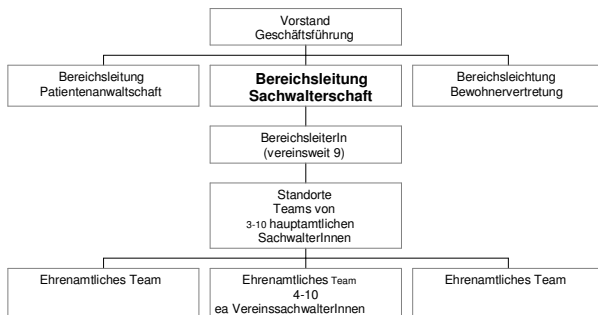 Vorstand
Geschäftsführung
Bereichsleitung
Patientenanwaltschaft
Bereichsleitung
Sachwalterschaft
Bereichsleichtung
Bewohnervertretung
BereichsleiterIn
(vereinsweit 9)
Standorte
Teams von
3-10 hauptamtlichen
SachwalterInnen
Ehrenamtliches Team
Ehrenamtliches Team
4-10
ea VereinssachwalterInnen
Ehrenamtliches Team